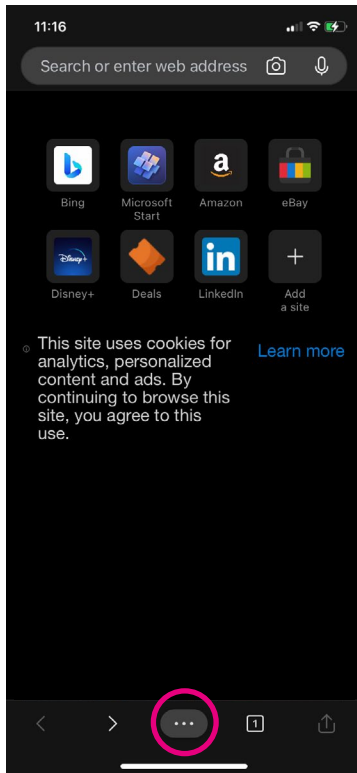 11:16
Search or enter web address
Bing
Microsoft
Start
Amazon
eBay
Disney+
Disney+
Deals
in
LinkedIn
Add
a site
This site uses cookies for
analytics, personalized
content and ads. By
continuing to browse this
site, you agree to this
use.
Learn more
1